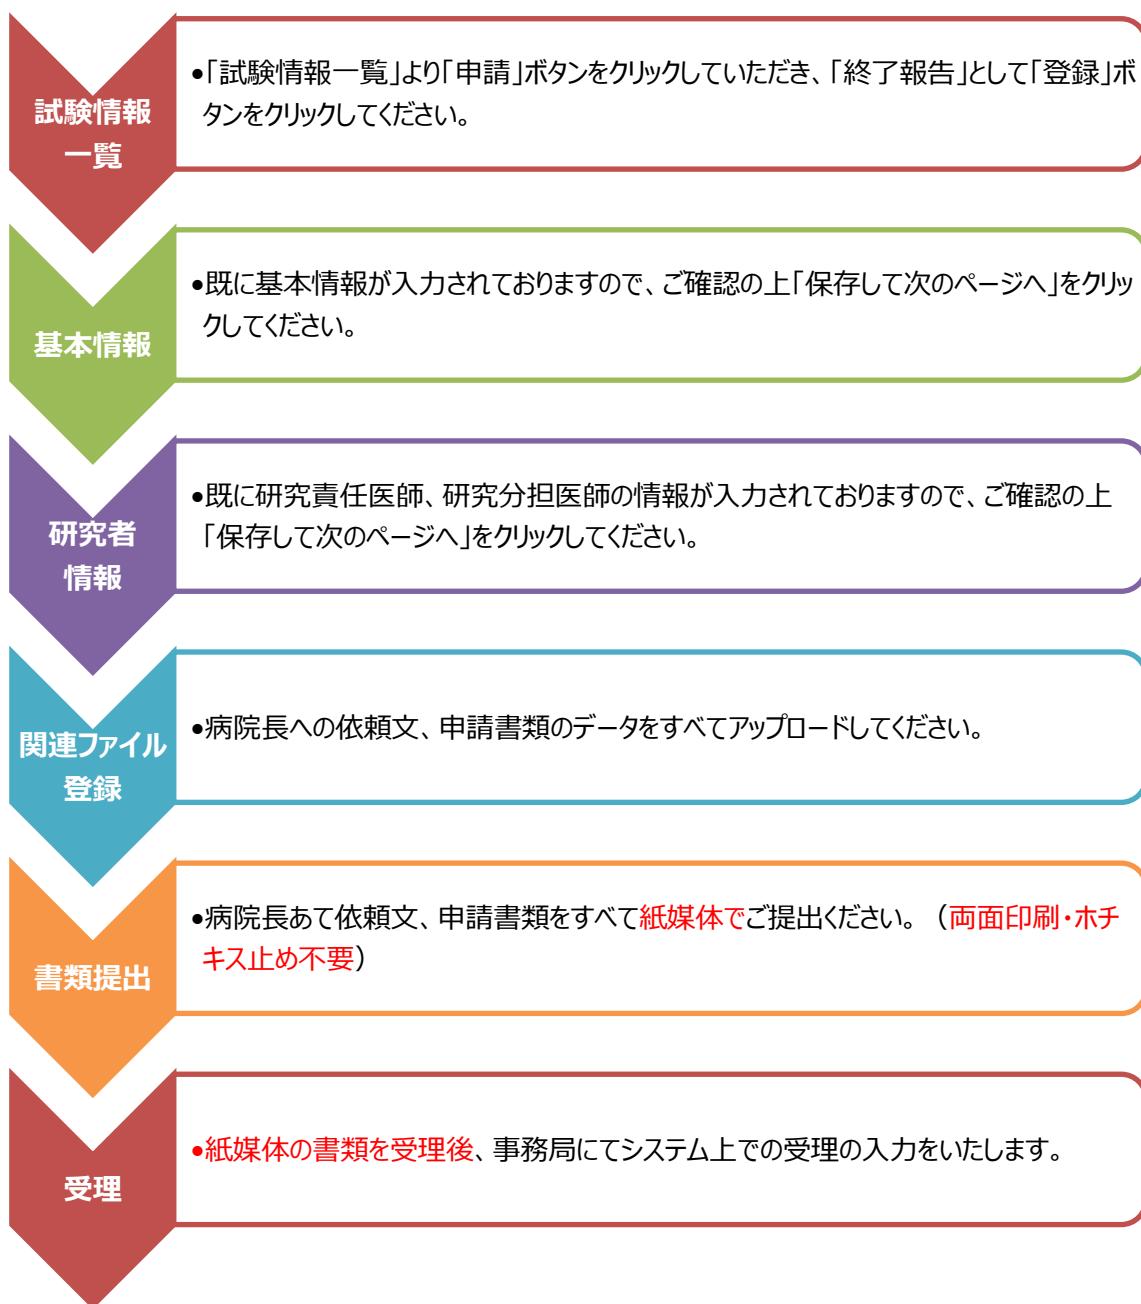 試験情報
一覧
•「試験情報一覧」より「申請」ボタンをクリックしていただき、「終了報告」として「登録」ボ
タンをクリックしてください。
基本情報
•既に基本情報が入力されておりますので、ご確認の上「保存して次のページへ」をクリッ
クしてください。
研究者
情報
•既に研究責任医師、研究分担医師の情報が入力されておりますので、ご確認の上
「保存して次のページへ」をクリックしてください。
関連ファイル
登録
•病院長への依頼文、申請書類のデータをすべてアップロードしてください。
書類提出
•病院長あて依頼文、申請書類をすべて紙媒体でご提出ください。（両面印刷・ホチ
キス止め不要）
受理
•紙媒体の書類を受理後、事務局にてシステム上での受理の入力をいたします。